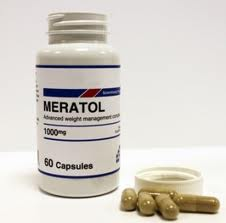 MERATOL
Advanced weight management
1000mg
60 Capsules